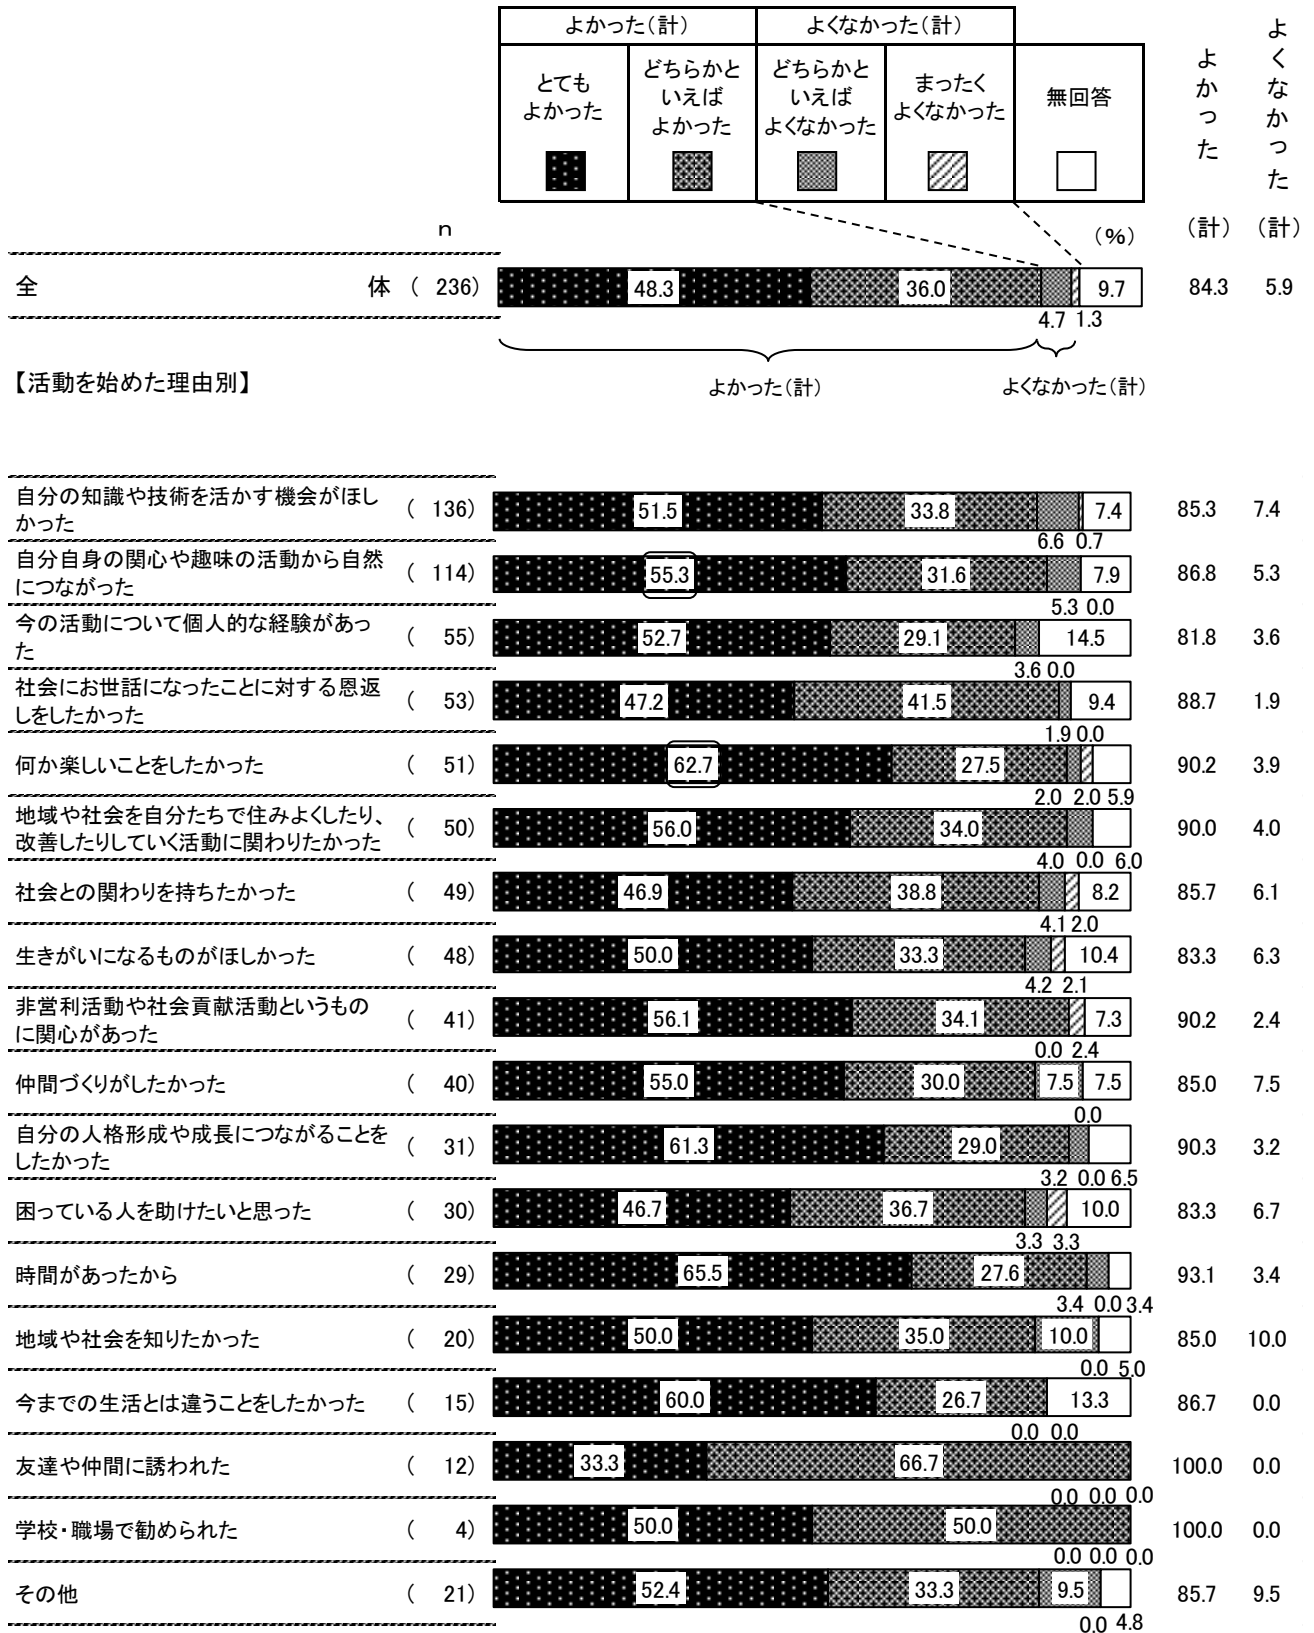 よかった（計）
よくなかった（計）
とても
よかった
どちらかと
いえば
よかった
どちらかと
いえば
よくなかった
まったく
よくなかった
無回答
よかった
（計）
よくなかった
（計）
n
（%）
全体 （ 236） 48.3 36.0 9.7 84.3 5.9
4.7 1.3
よかった（計） よくなかった（計）
【活動を始めた理由別】
自分の知識や技術を活かす機会がほし
かった
（ 136） 51.5 33.8 7.4 85.3 7.4
6.6 0.7
自分自身の関心や趣味の活動から自然
につながった
（ 114） 55.3 31.6 7.9 86.8 5.3
5.3 0.0
今の活動について個人的な経験があっ
た
（ 55） 52.7 29.1 14.5 81.8 3.6
3.6 0.0
社会にお世話になったことに対する恩返
しをしたかった
（ 53） 47.2 41.5 9.4 88.7 1.9
1.9 0.0
何か楽しいことをしたかった （ 51） 62.7 27.5 90.2 3.9
2.0 2.0 5.9
地域や社会を自分たちで住みよくしたり、
改善したりしていく活動に関わりたかった
（ 50） 56.0 34.0 90.0 4.0
4.0 0.0 6.0
社会との関わりを持ちたかった （ 49） 46.9 38.8 8.2 85.7 6.1
4.1 2.0
生きがいになるものがほしかった （ 48） 50.0 33.3 10.4 83.3 6.3
4.2 2.1
非営利活動や社会貢献活動というもの
に関心があった
（ 41） 56.1 34.1 7.3 90.2 2.4
0.0 2.4
仲間づくりがしたかった （ 40） 55.0 30.0 7.5 7.5 85.0 7.5
0.0
自分の人格形成や成長につながることを
したかった
（ 31） 61.3 29.0 90.3 3.2
3.2 0.0 6.5
困っている人を助けたいと思った （ 30） 46.7 36.7 10.0 83.3 6.7
3.3 3.3
時間があったから （ 29） 65.5 27.6 93.1 3.4
3.4 0.0 3.4
地域や社会を知りたかった （ 20） 50.0 35.0 10.0 85.0 10.0
0.0 5.0
今までの生活とは違うことをしたかった （ 15） 60.0 26.7 13.3 86.7 0.0
0.0 0.0
友達や仲間に誘われた （ 12） 33.3 66.7 100.0 0.0
0.0 0.0 0.0
学校・職場で勧められた （ 4） 50.0 50.0 100.0 0.0
0.0 0.0 0.0
その他 （ 21） 52.4 33.3 9.5 85.7 9.5
0.0 4.8